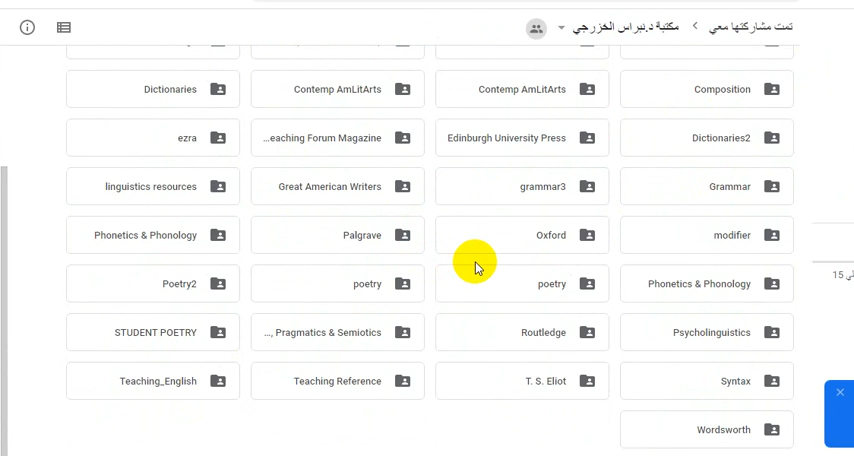 تمت مشاركتها معي > مكتبة د.نبراس الخزرجي
Composition
Contemp AmLitArts
Contemp AmLitArts
Dictionaries
Dictionaries2
Edinburgh University Press
...eaching Forum Magazine
ezra
Grammar
grammar3
Great American Writers
linguistics resources
modifier
Oxford
Palgrave
Phonetics & Phonology
Phonetics & Phonology
poetry
poetry
Poetry2
Psycholinguistics
Routledge
..., Pragmatics & Semiotics
STUDENT POETRY
Syntax
T. S. Eliot
Teaching Reference
Teaching_English
Wordsworth
15